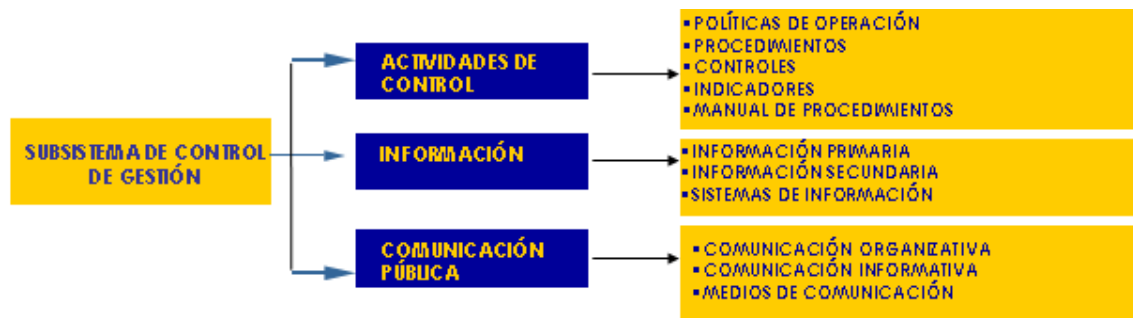 SUBSISTEMA DE CONTROL
DE GESTIÓN
ACTIVIDADES DE
CONTROL
▪POLÍTICAS DE OPERACIÓN
▪PROCEDIMIENTOS
▪CONTROLES
▪INDICADORES
▪MANUAL DE PROCEDIMIENTOS
INFORMACIÓN
▪INFORMACIÓN PRIMARIA
▪INFORMACIÓN SECUNDARIA
▪SISTEMAS DE INFORMACIÓN
COMUNICACIÓN
PÚBLICA
▪COMUNICACIÓN ORGANIZATIVA
▪COMUNICACIÓN INFORMATIVA
▪MEDIOS DE COMUNICACIÓN